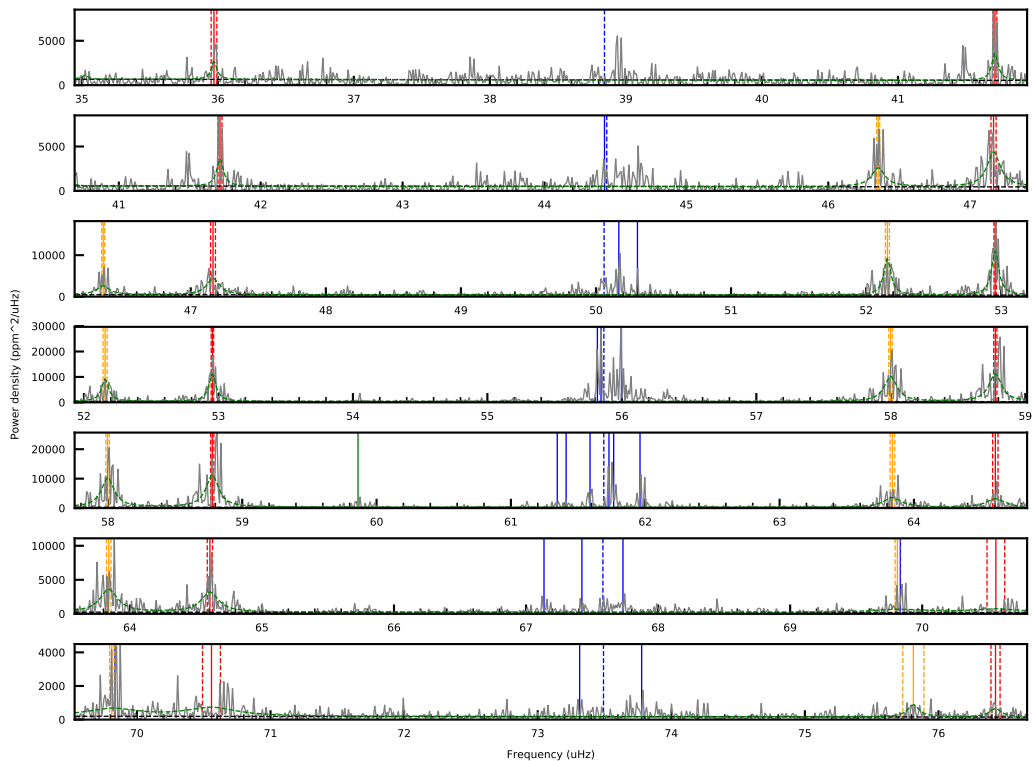 5000
0
35 36 37 38 39 40 41
5000
0
41 42 43 44 45 46 47
10000
0
47 48 49 50 51 52 53
30000
20000
10000
0
52 53 54 55 56 57 58 59
Power density (ppm^2/uHz)
20000
10000
0
58 59 60 61 62 63 64
10000
5000
0
64 65 66 67 68 69 70
4000
2000
0
70 71 72 73 74 75 76
Frequency (uHz)